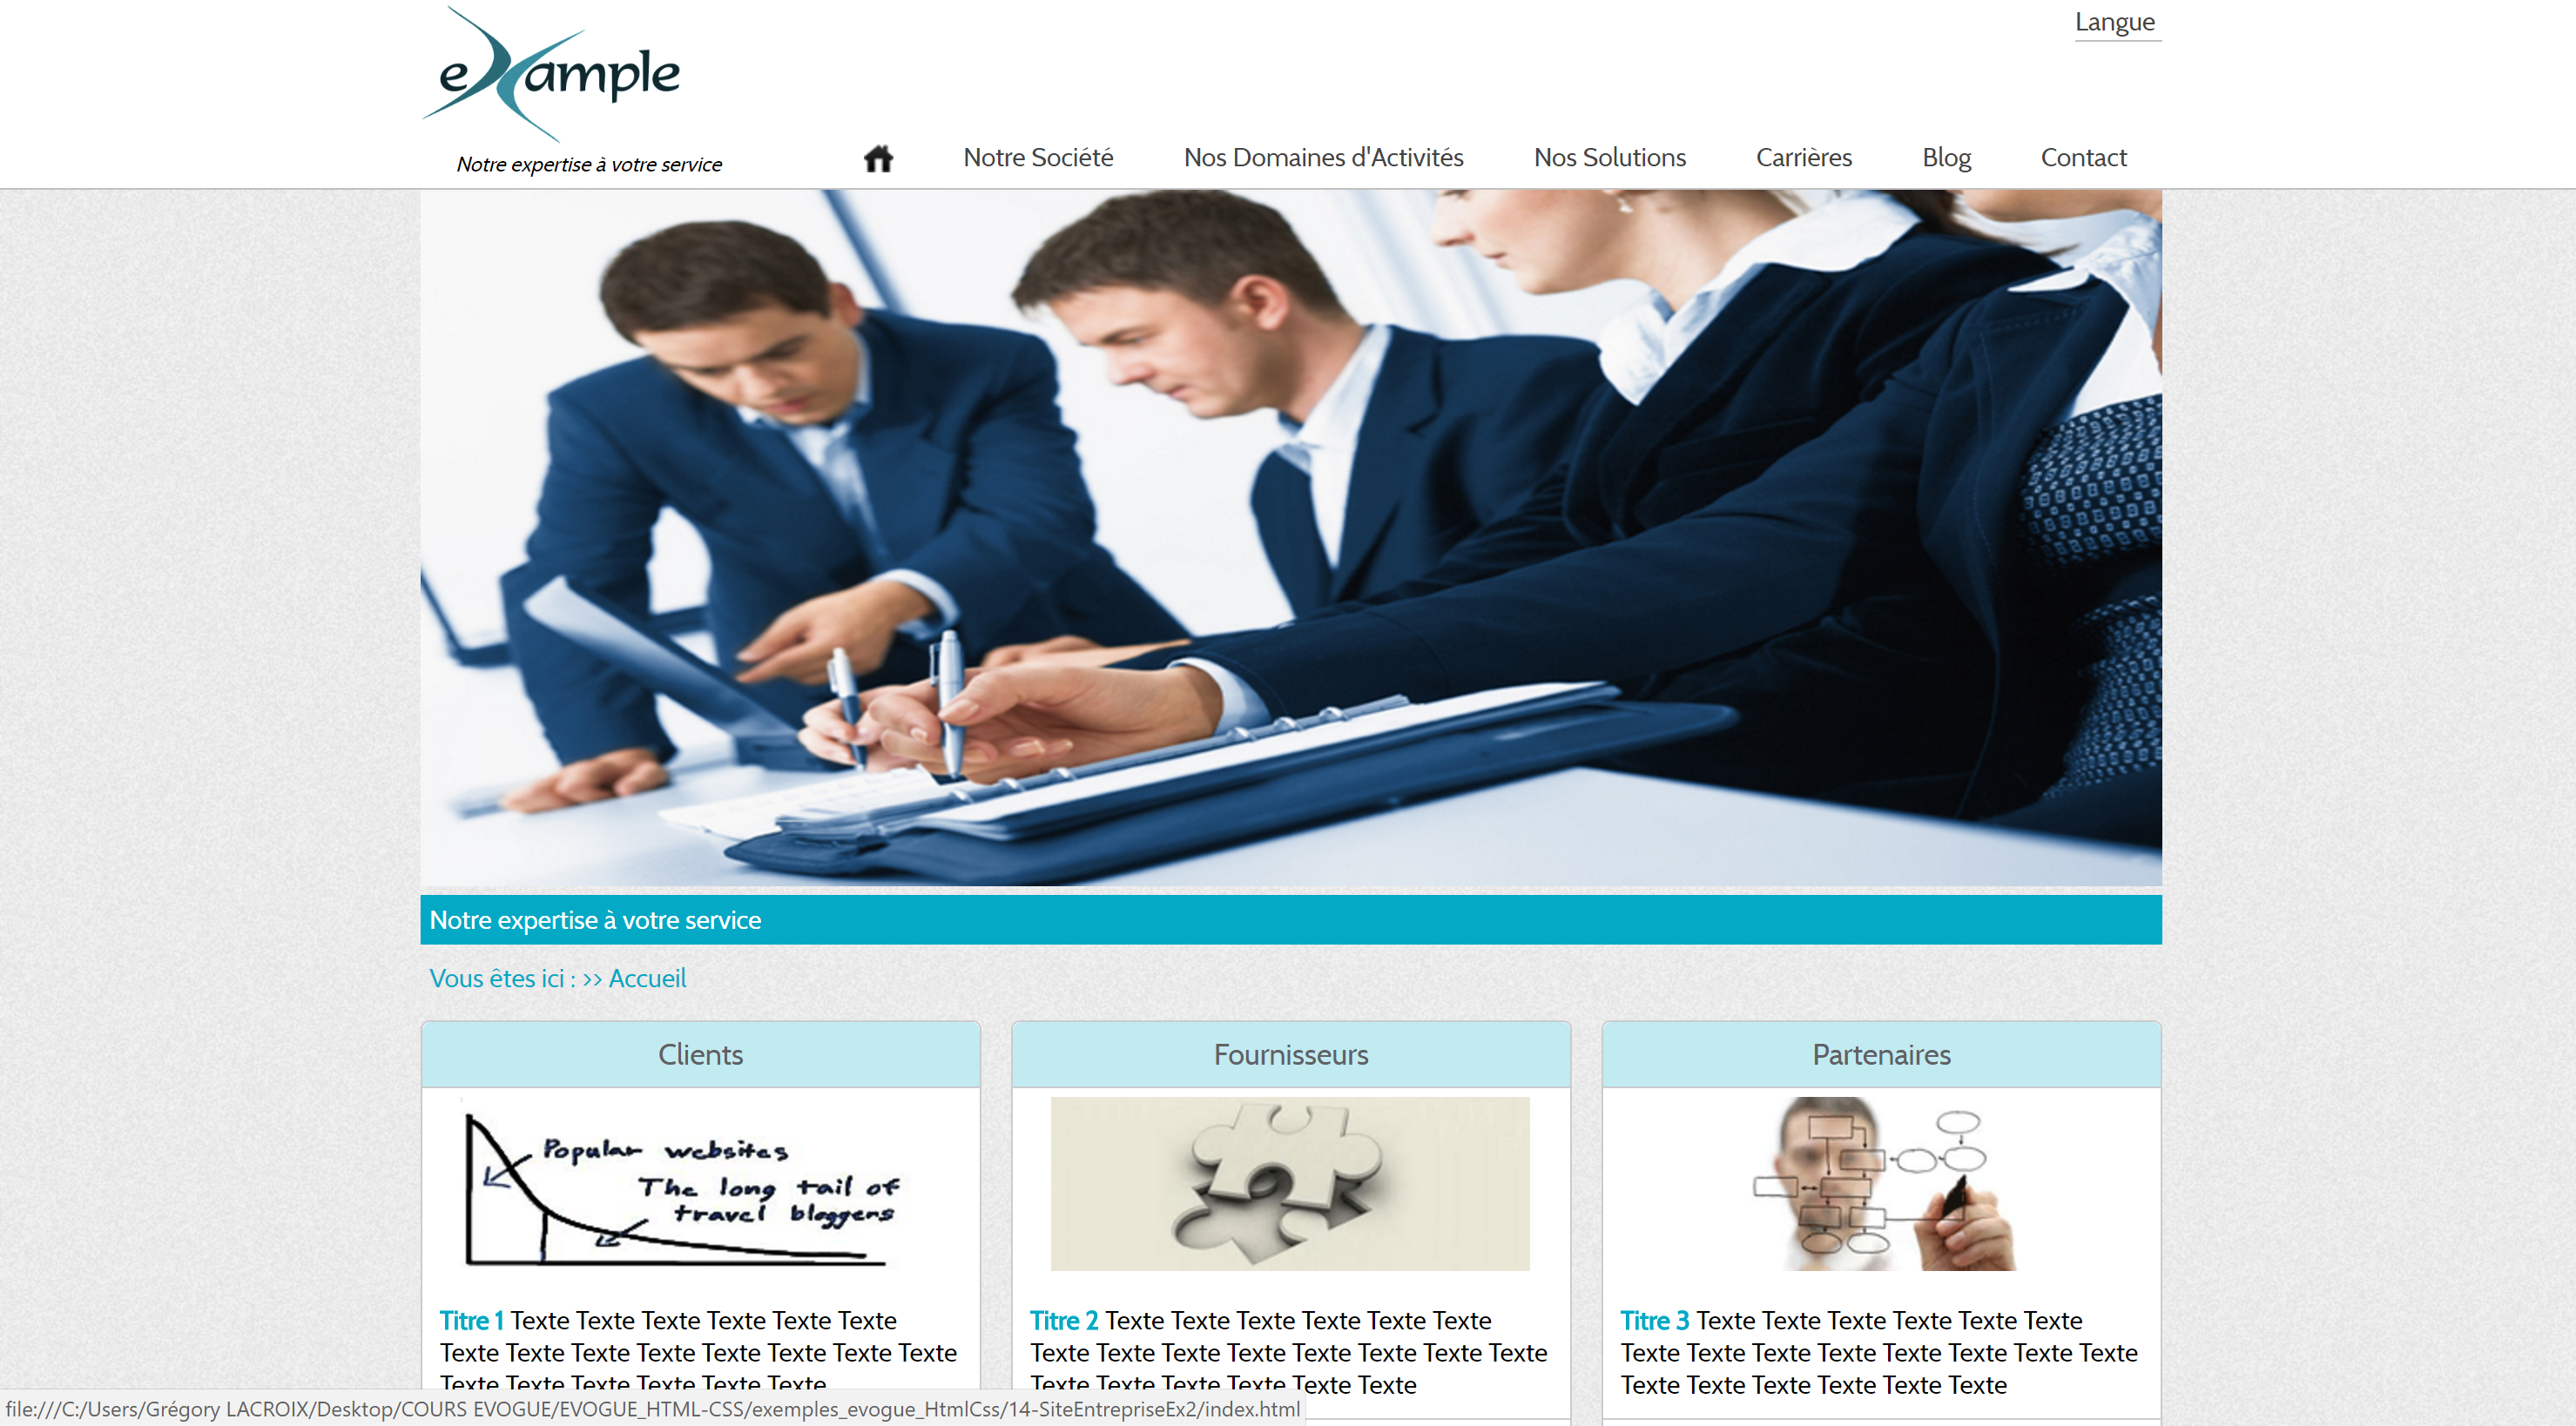 eXample
Langue
Notre expertise à votre service
Notre Société
Nos Domaines d'Activités
Nos Solutions
Carrières
Blog
Contact
Notre expertise à votre service
Vous êtes ici : >> Accueil
Clients
Popular websites
The long tail of
travel bloggers
Titre 1 Texte Texte Texte Texte Texte Texte
Texte Texte Texte Texte Texte Texte Texte Texte
Texte Texte Texte Texte Texte Texte
Fournisseurs
Titre 2 Texte Texte Texte Texte Texte Texte
Texte Texte Texte Texte Texte Texte Texte Texte
Texte Texte Texte Texte Texte Texte
Partenaires
Titre 3 Texte Texte Texte Texte Texte Texte
Texte Texte Texte Texte Texte Texte Texte Texte
Texte Texte Texte Texte Texte Texte
file:///C:/Users/Grégory LACROIX/Desktop/COURS EVOGUE/EVOGUE_HTML-CSS/exemples_evogue_HtmlCss/14-SiteEntrepriseEx2/index.html